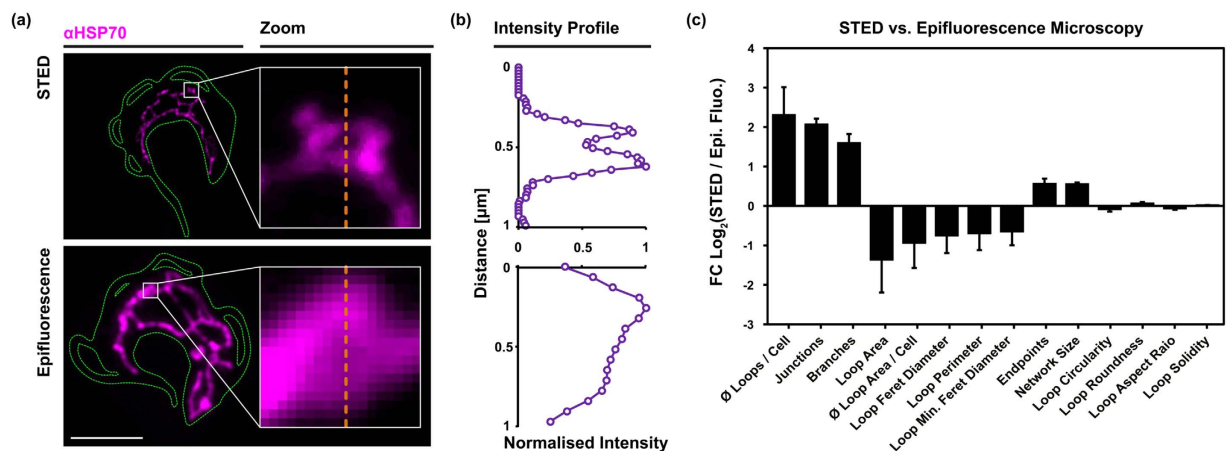 (a)
αHSP70
Zoom
STED
Epifluorescence
(b)
Intensity Profile
0
0.5
1
0
0.5
1
Distance [µm]
0
0.5
1
Normalised Intensity
(c)
STED vs. Epifluorescence Microscopy
FC Log2(STED / Epi. Fluo.)
4
3
2
1
0
-1
-2
-3
Ø Loops / Cell
Junctions
Branches
Loop Area
Ø Loop Area / Cell
Loop Feret Diameter
Loop Perimeter
Loop Min. Feret Diameter
Endpoints
Network Size
Loop Circularity
Loop Roundness
Loop Aspect Raio
Loop Solidity